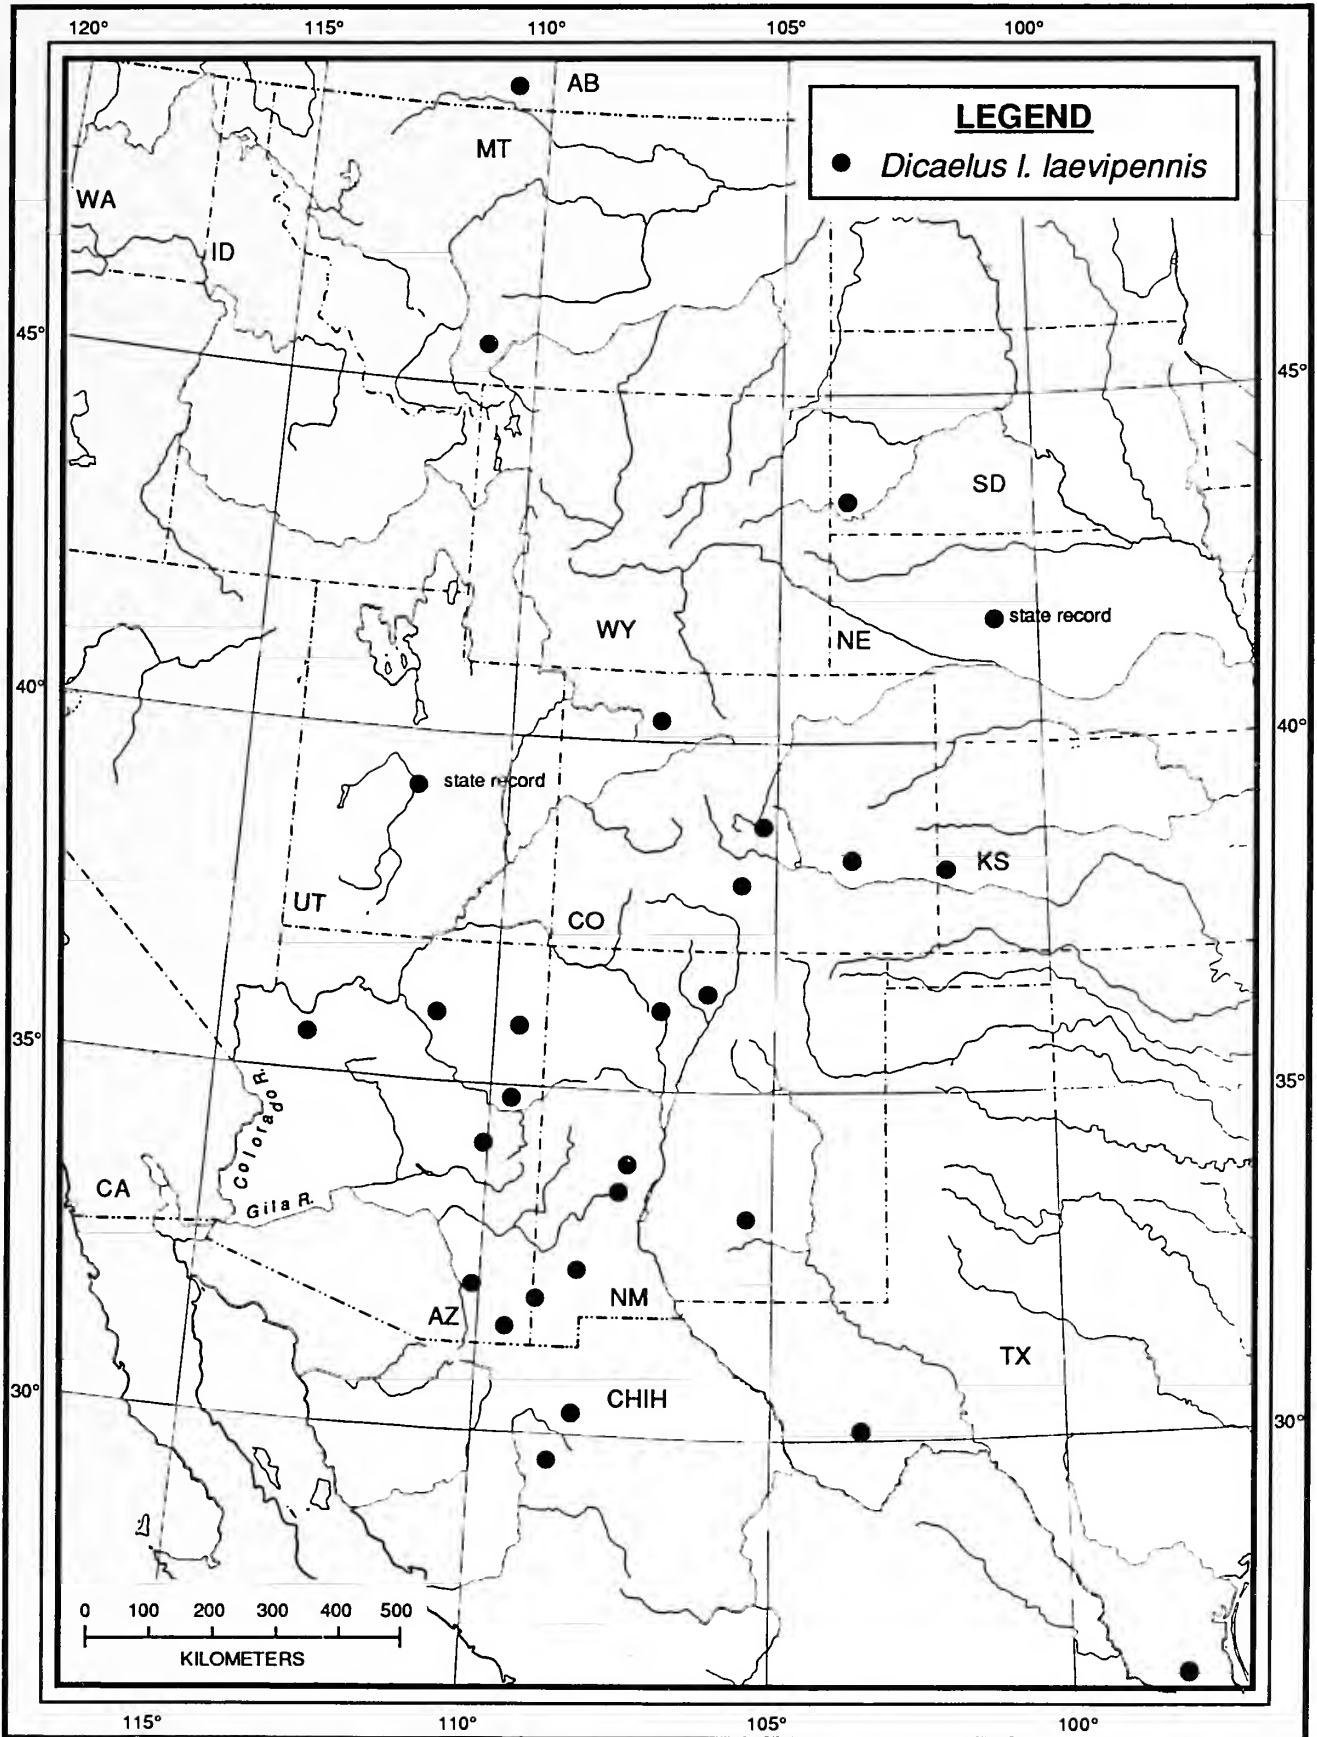 120° 115° 110° 105° 100°
AB
LEGEND
Dicaelus l. laevipennis
MT
WA
ID
45°
45°
SD
state record
WY
NE
40°
40°
state record
KS
UT
CO
35°
35°
Colorado R.
CA
Gila R.
NM
AZ
TX
30°
CHIH
30°
0 100 200 300 400 500
KILOMETERS
115° 110° 105° 100°